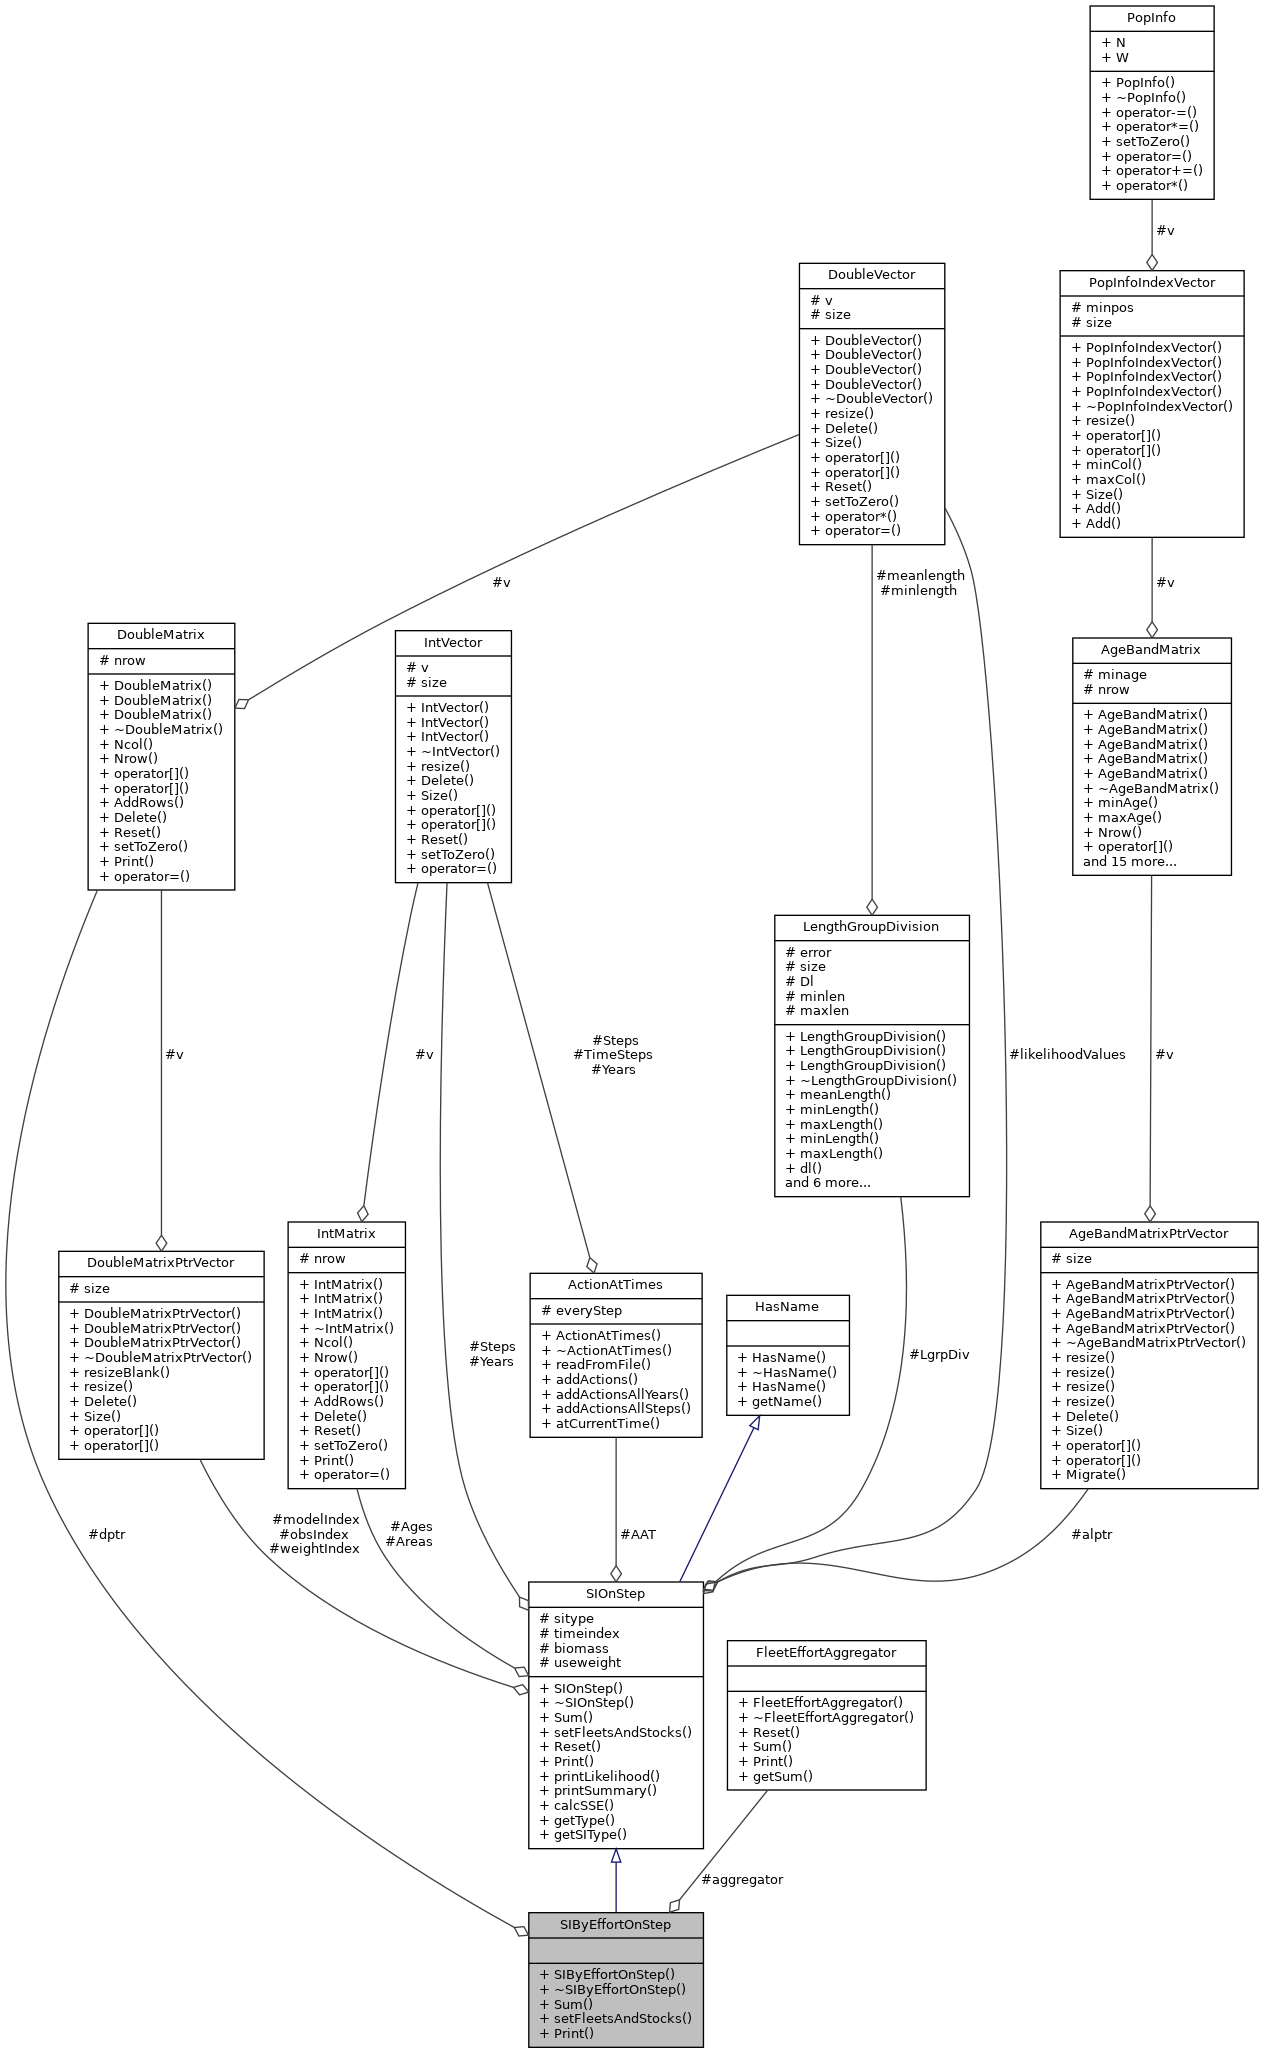 PopInfo
+ N
+ W
+ PopInfo()
+ ~PopInfo()
+ operator-=()
+ operator*=()
+ setToZero()
+ operator=()
+ operator+=()
+ operator*()
#v
PopInfoIndexVector
# minpos
# size
+ PopInfoIndexVector()
+ PopInfoIndexVector()
+ PopInfoIndexVector()
+ PopInfoIndexVector()
+ ~PopInfoIndexVector()
+ resize()
+ operator[]()
+ operator[]()
+ minCol()
+ maxCol()
+ Size()
+ Add()
+ Add()
#v
DoubleVector
# v
# size
+ DoubleVector()
+ DoubleVector()
+ DoubleVector()
+ DoubleVector()
+ ~DoubleVector()
+ resize()
+ Delete()
+ Size()
+ operator[]()
+ operator[]()
+ Reset()
+ setToZero()
+ operator*()
+ operator=()
#v
#meanlength
#minlength
DoubleMatrix
# nrow
+ DoubleMatrix()
+ DoubleMatrix()
+ DoubleMatrix()
+ ~DoubleMatrix()
+ Ncol()
+ Nrow()
+ operator[]()
+ operator[]()
+ AddRows()
+ Delete()
+ Reset()
+ setToZero()
+ Print()
+ operator=()
IntVector
# v
# size
+ IntVector()
+ IntVector()
+ IntVector()
+ ~IntVector()
+ resize()
+ Delete()
+ Size()
+ operator[]()
+ operator[]()
+ Reset()
+ setToZero()
+ operator=()
AgeBandMatrix
# minage
# nrow
+ AgeBandMatrix()
+ AgeBandMatrix()
+ AgeBandMatrix()
+ AgeBandMatrix()
+ AgeBandMatrix()
+ ~AgeBandMatrix()
+ minAge()
+ maxAge()
+ Nrow()
+ operator[]()
and 15 more...
LengthGroupDivision
# error
# size
# Dl
# minlen
# maxlen
+ LengthGroupDivision()
+ LengthGroupDivision()
+ LengthGroupDivision()
+ ~LengthGroupDivision()
+ meanLength()
+ minLength()
+ maxLength()
+ minLength()
+ maxLength()
+ dl()
and 6 more...
#v
#v
#Steps
#TimeSteps
#Years
#likelihoodValues
#v
DoubleMatrixPtrVector
# size
+ DoubleMatrixPtrVector()
+ DoubleMatrixPtrVector()
+ DoubleMatrixPtrVector()
+ ~DoubleMatrixPtrVector()
+ resizeBlank()
+ resize()
+ Delete()
+ Size()
+ operator[]()
+ operator[]()
IntMatrix
# nrow
+ IntMatrix()
+ IntMatrix()
+ IntMatrix()
+ ~IntMatrix()
+ Ncol()
+ Nrow()
+ operator[]()
+ operator[]()
+ AddRows()
+ Delete()
+ Reset()
+ setToZero()
+ Print()
+ operator=()
#Steps
#Years
ActionAtTimes
# everyStep
+ ActionAtTimes()
+ ~ActionAtTimes()
+ readFromFile()
+ addActions()
+ addActionsAllYears()
+ addActionsAllSteps()
+ atCurrentTime()
HasName
+ HasName()
+ ~HasName()
+ HasName()
+ getName()
#LgrpDiv
AgeBandMatrixPtrVector
# size
+ AgeBandMatrixPtrVector()
+ AgeBandMatrixPtrVector()
+ AgeBandMatrixPtrVector()
+ AgeBandMatrixPtrVector()
+ ~AgeBandMatrixPtrVector()
+ resize()
+ resize()
+ resize()
+ resize()
+ Delete()
+ Size()
+ operator[]()
+ operator[]()
+ Migrate()
#dptr
#modelIndex
#obsIndex
#weightIndex
#Ages
#Areas
#AAT
#alptr
SIOnStep
# sitype
# timeindex
# biomass
# useweight
+ SIOnStep()
+ ~SIOnStep()
+ Sum()
+ setFleetsAndStocks()
+ Reset()
+ Print()
+ printLikelihood()
+ printSummary()
+ calcSSE()
+ getType()
+ getSIType()
FleetEffortAggregator
+ FleetEffortAggregator()
+ ~FleetEffortAggregator()
+ Reset()
+ Sum()
+ Print()
+ getSum()
#aggregator
SIByEffortOnStep
+ SIByEffortOnStep()
+ ~SIByEffortOnStep()
+ Sum()
+ setFleetsAndStocks()
+ Print()